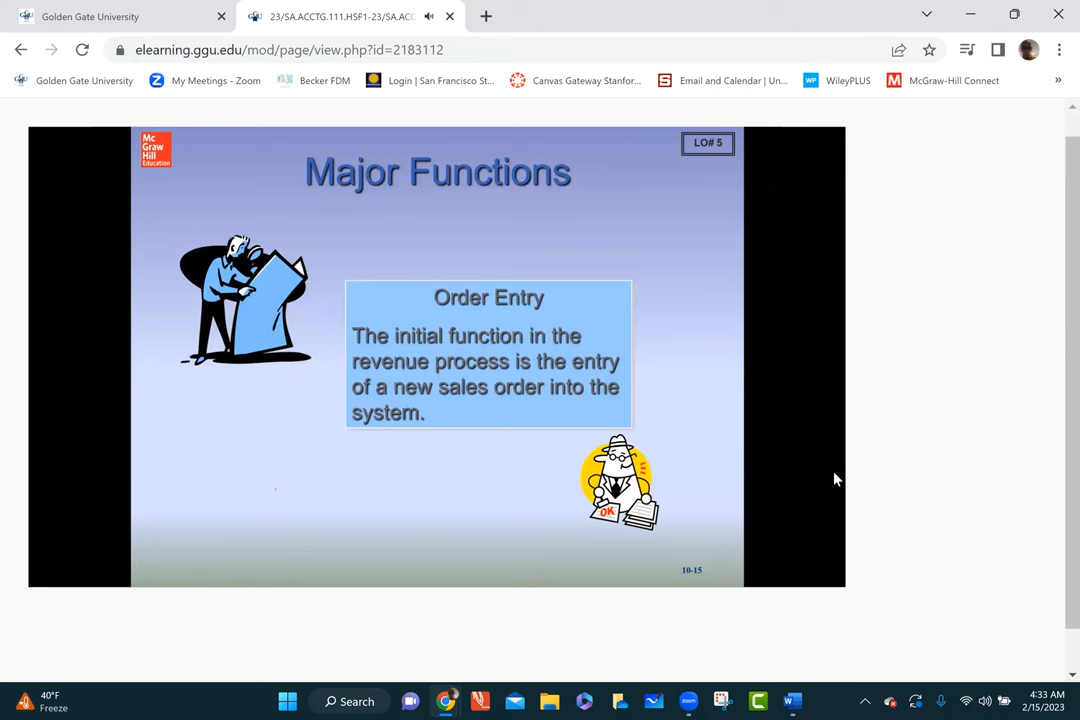 Golden Gate University
23/SA.ACCTG.111.HSF1-23/SA.ACC
elearning.ggu.edu/mod/page/view.php?id=2183112
Golden Gate University
My Meetings - Zoom
Becker FDM
Login | San Francisco St...
Canvas Gateway Stanfor...
Email and Calendar | Un...
WP
WileyPLUS
M
McGraw-Hill Connect
»
Mc
Graw
Hill
Education
LO# 5
Major Functions
Order Entry
The initial function in the
revenue process is the entry
of a new sales order into the
system.
OK
10-15
40°F
Freeze
Search
zoom
4:33 AM
2/15/2023